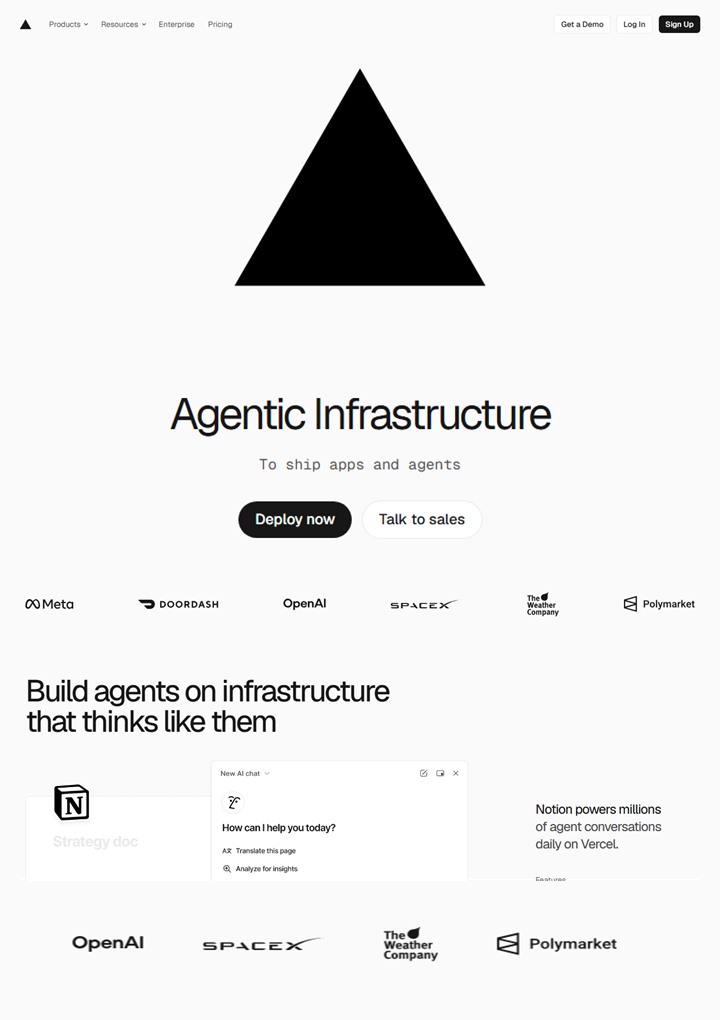 Products Resources Enterprise Pricing Get a Demo Log In Sign Up
Agentic Infrastructure
To ship apps and agents
Deploy now Talk to sales
Meta DOORDASH OpenAI SPACEX The Weather Company Polymarket
Build agents on infrastructure
that thinks like them
New AI chat
N
Strategy doc
How can I help you today?
Translate this page
Analyze for insights
Notion powers millions
of agent conversations
daily on Vercel.
Features
OpenAI SPACEX The Weather Company Polymarket